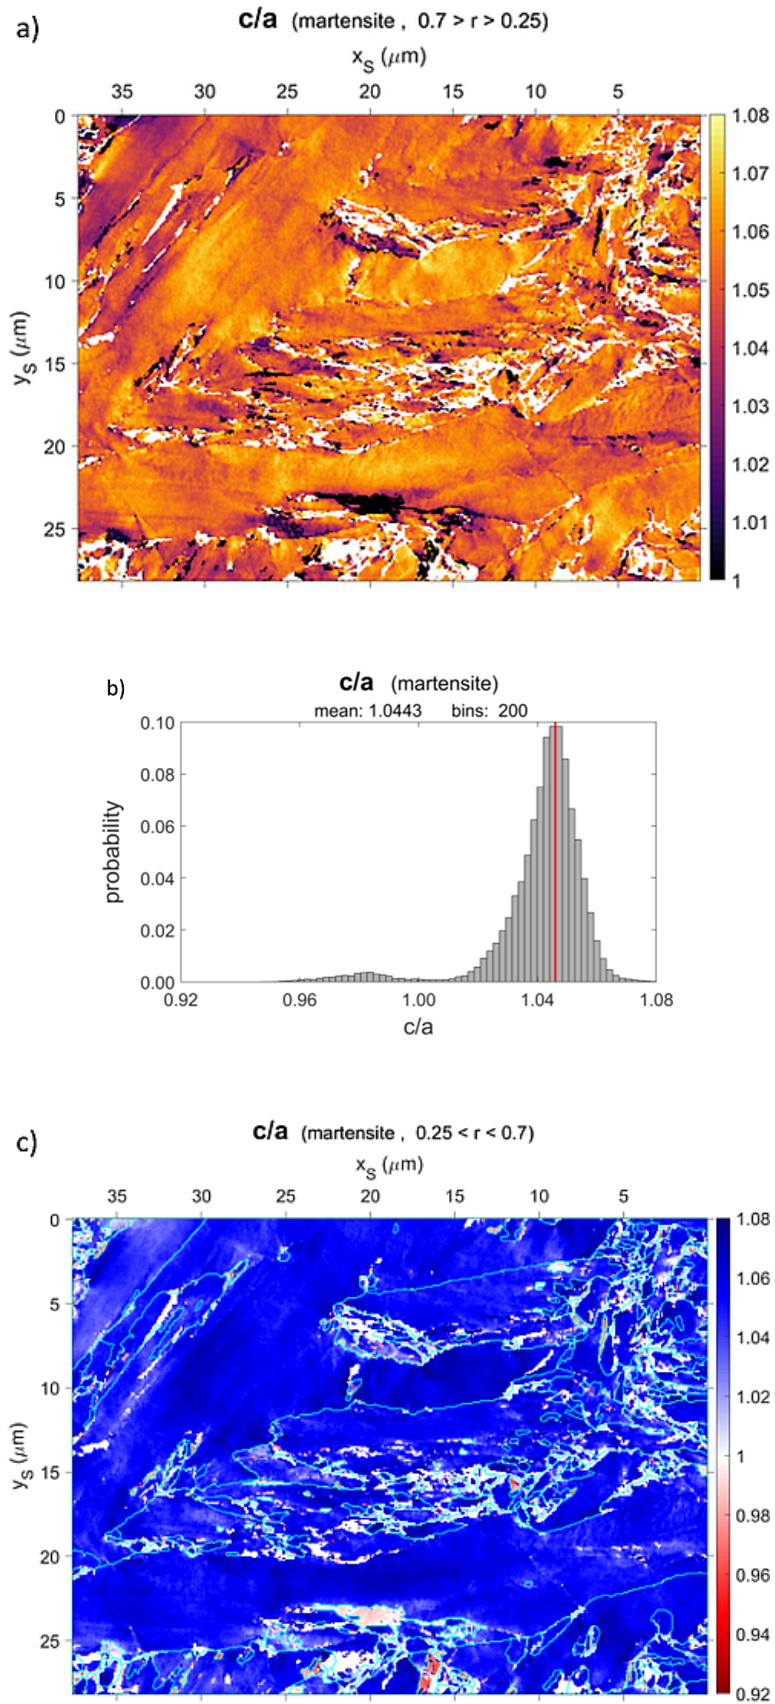 a)
c/a (martensite , 0.7 > r > 0.25)
xS (μm)
35 30 25 20 15 10 5
0
5
10
15
20
25
yS (μm)
1.08
1.07
1.06
1.05
1.04
1.03
1.02
1.01
1
b)
c/a (martensite)
mean: 1.0443 bins: 200
0.10
0.08
0.06
0.04
0.02
0.00
probability
0.92 0.96 1.00 1.04 1.08
c/a
c)
c/a (martensite , 0.25 < r < 0.7)
xS (μm)
35 30 25 20 15 10 5
0
5
10
15
20
25
yS (μm)
1.08
1.06
1.04
1.02
1
0.98
0.96
0.94
0.92